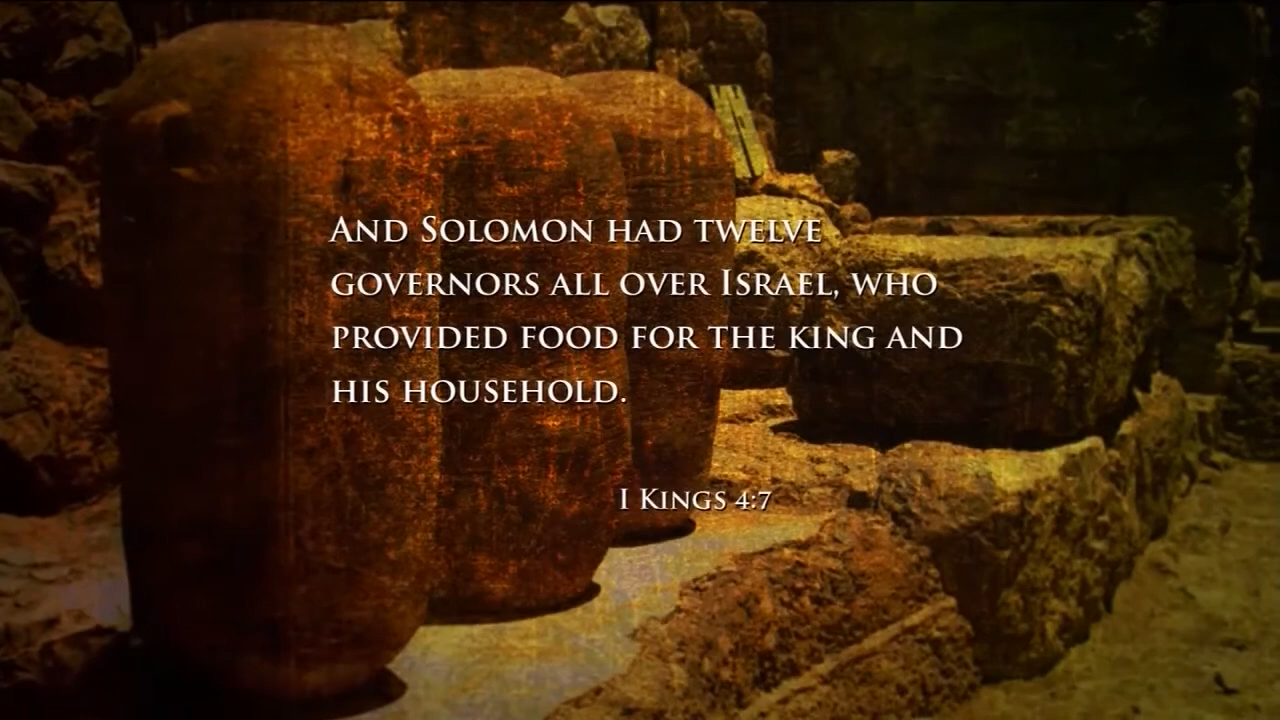 And Solomon had twelve
governors all over Israel, who
provided food for the king and
his household.
I Kings 4:7